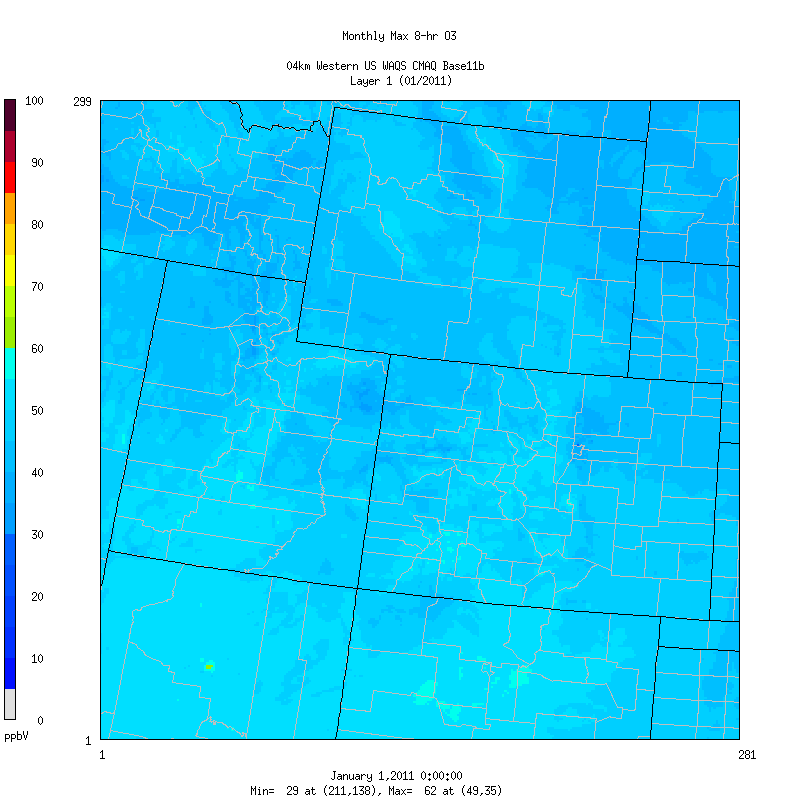 Monthly Max 8-hr O3
04km Western US WAQS CMAQ Base11b
Layer 1 (01/2011)
100
90
80
70
60
50
40
30
20
10
0
ppbV
299
1
1
281
January 1,2011 0:00:00
Min=  29 at (211,138), Max=  62 at (49,35)